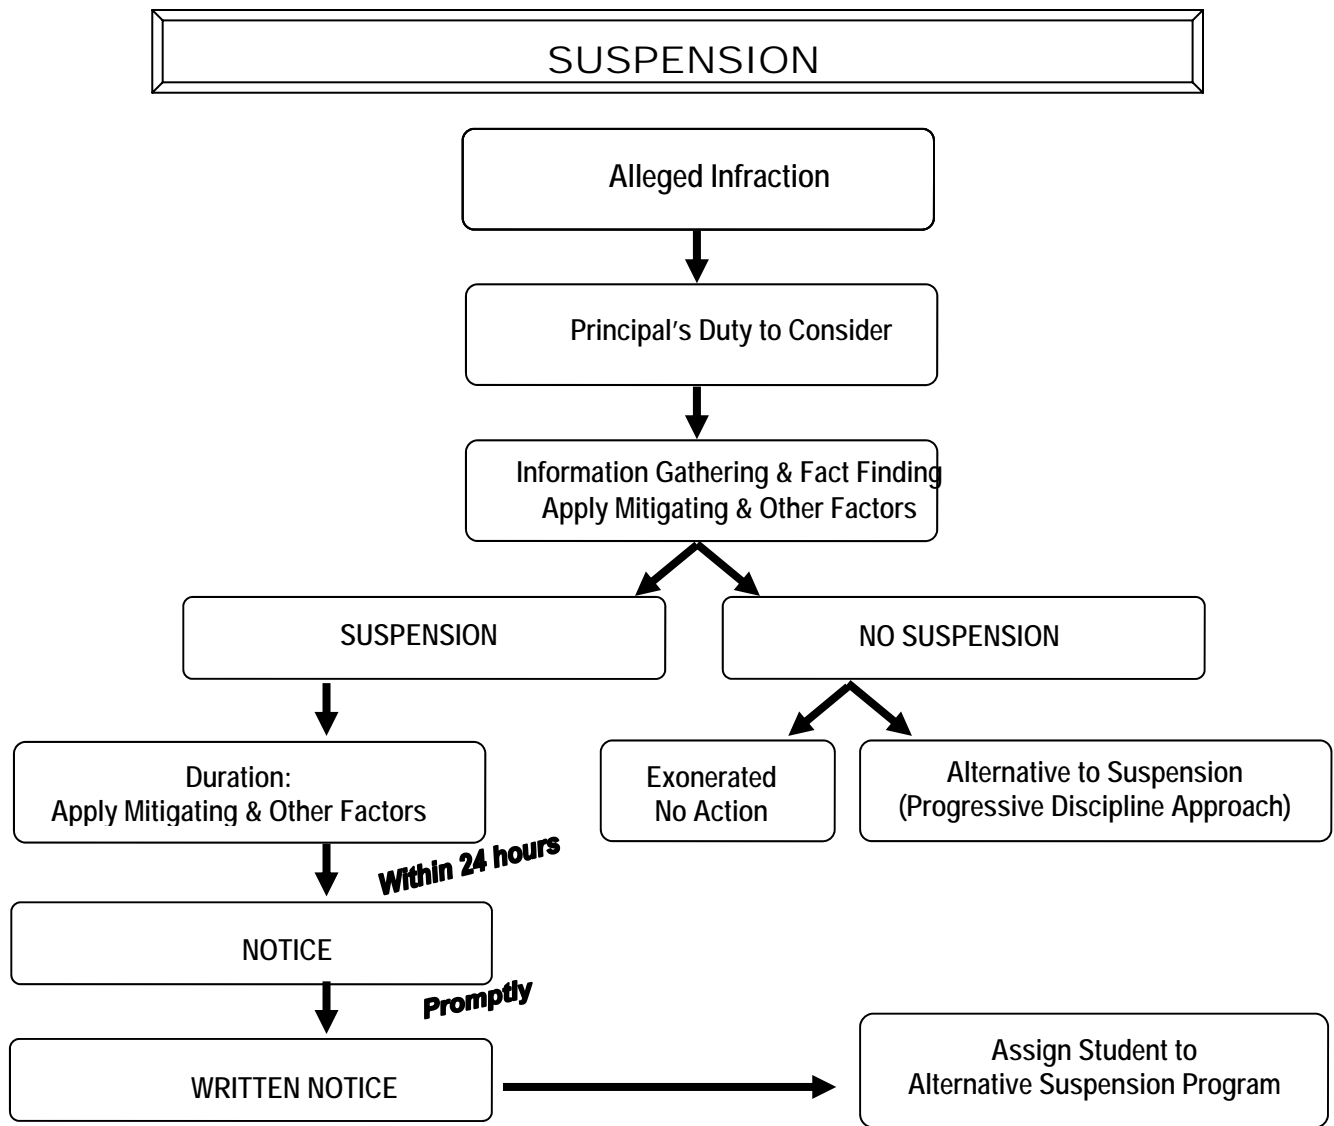 SUSPENSION
Alleged Infraction
Principal's Duty to Consider
Information Gathering & Fact Finding
Apply Mitigating & Other Factors
SUSPENSION
NO SUSPENSION
Duration:
Apply Mitigating & Other Factors
Exonerated
No Action
Alternative to Suspension
(Progressive Discipline Approach)
Within 24 hours
NOTICE
Promptly
WRITTEN NOTICE
Assign Student to
Alternative Suspension Program